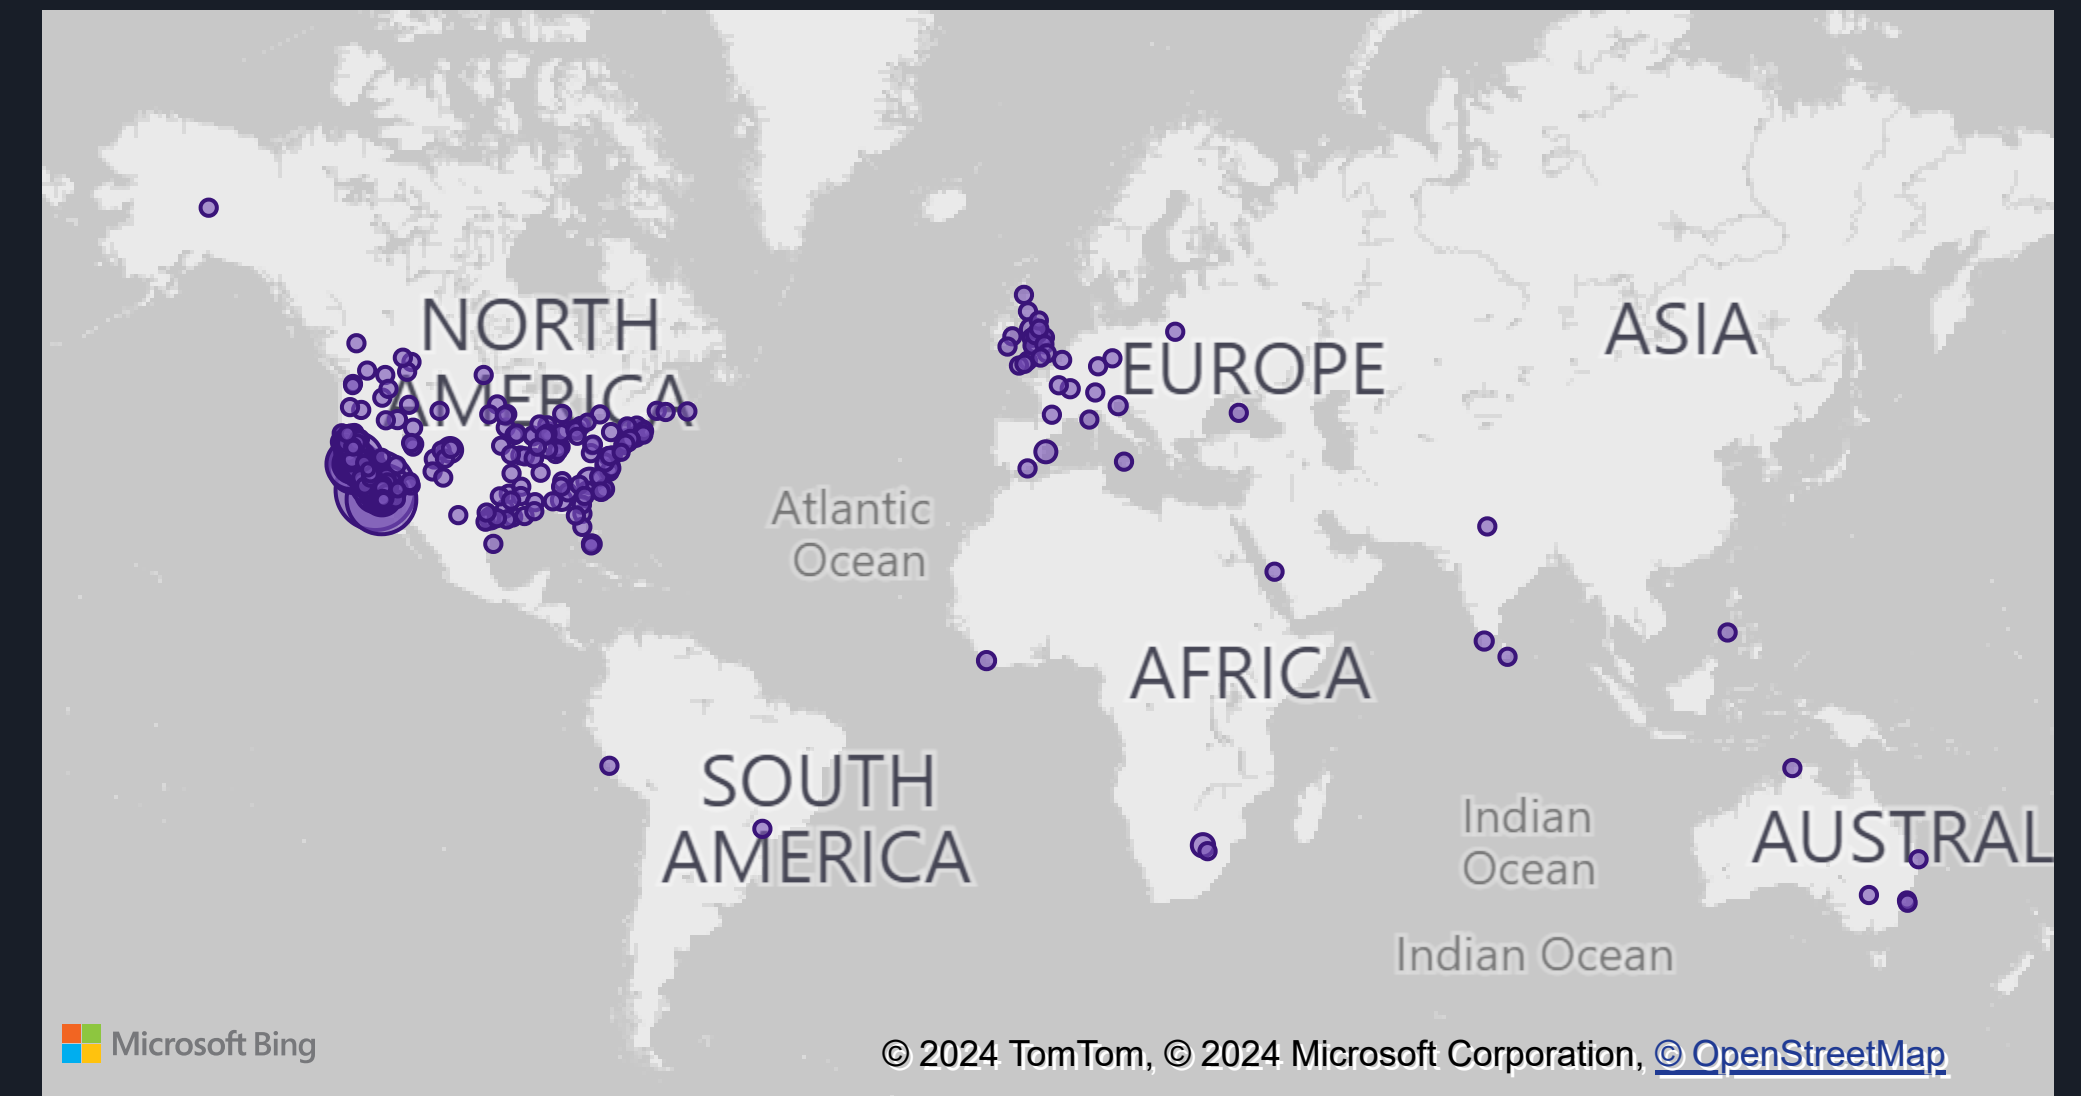 NORTH
AMERICA
EUROPE
ASIA
Atlantic
Ocean
AFRICA
SOUTH
AMERICA
Indian
Ocean
AUSTRAL
Indian Ocean
Microsoft Bing
© 2024 TomTom, © 2024 Microsoft Corporation, © OpenStreetMap